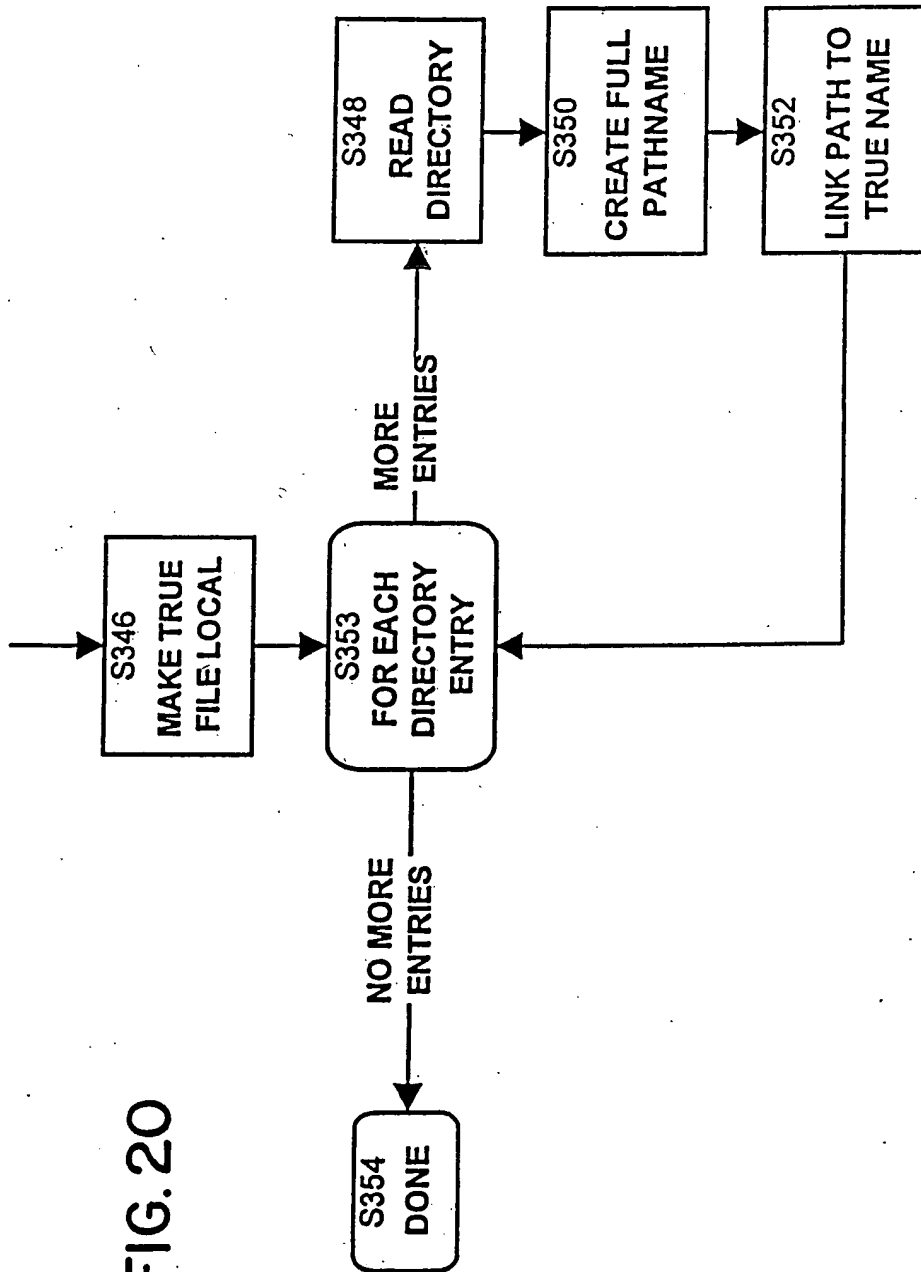 FIG. 20
S346
MAKE TRUE
FILE LOCAL
S353
FOR EACH
DIRECTORY
ENTRY
MORE
ENTRIES
S348
READ
DIRECTORY
S350
CREATE FULL
PATHNAME
S352
LINK PATH TO
TRUE NAME
NO MORE
ENTRIES
S354
DONE